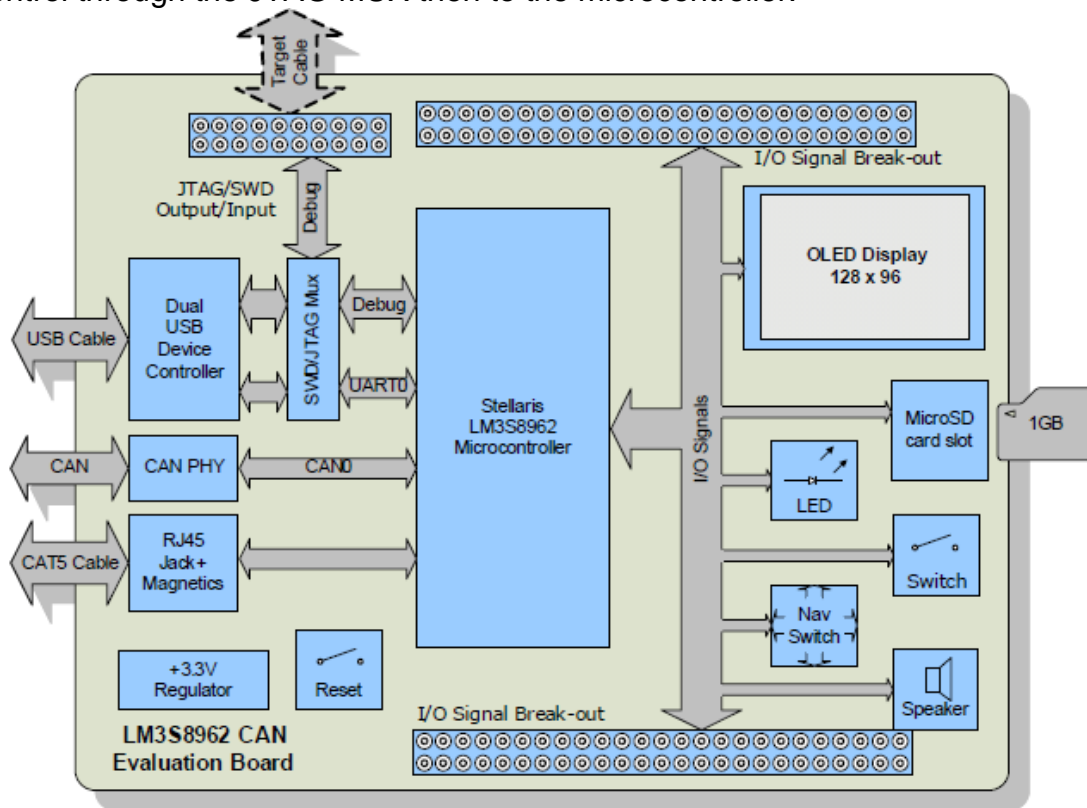 Target
Cable
I/O Signal Break-out
JTAG/SWD
Output/Input
Debug
OLED Display
128 x 96
Dual
USB
Device
Controller
USB Cable
SWD/JTAG Mux
Debug
UART0
Stellaris
LM3S8962
Microcontroller
I/O Signals
MicroSD
card slot
1GB
CAN
CAN PHY
CAN0
LED
CAT5 Cable
RJ45
Jack+
Magnetics
Switch
Nav
Switch
+3.3V
Regulator
Reset
Speaker
I/O Signal Break-out
LM3S8962 CAN
Evaluation Board